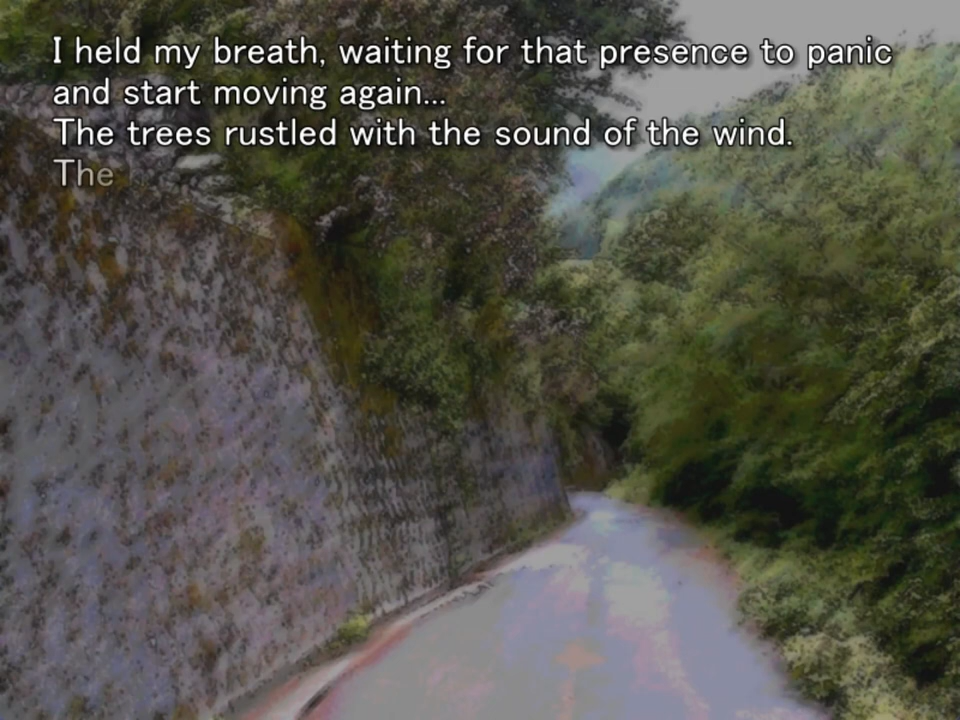 I held my breath, waiting for that presence to panic
and start moving again...
The trees rustled with the sound of the wind.
The